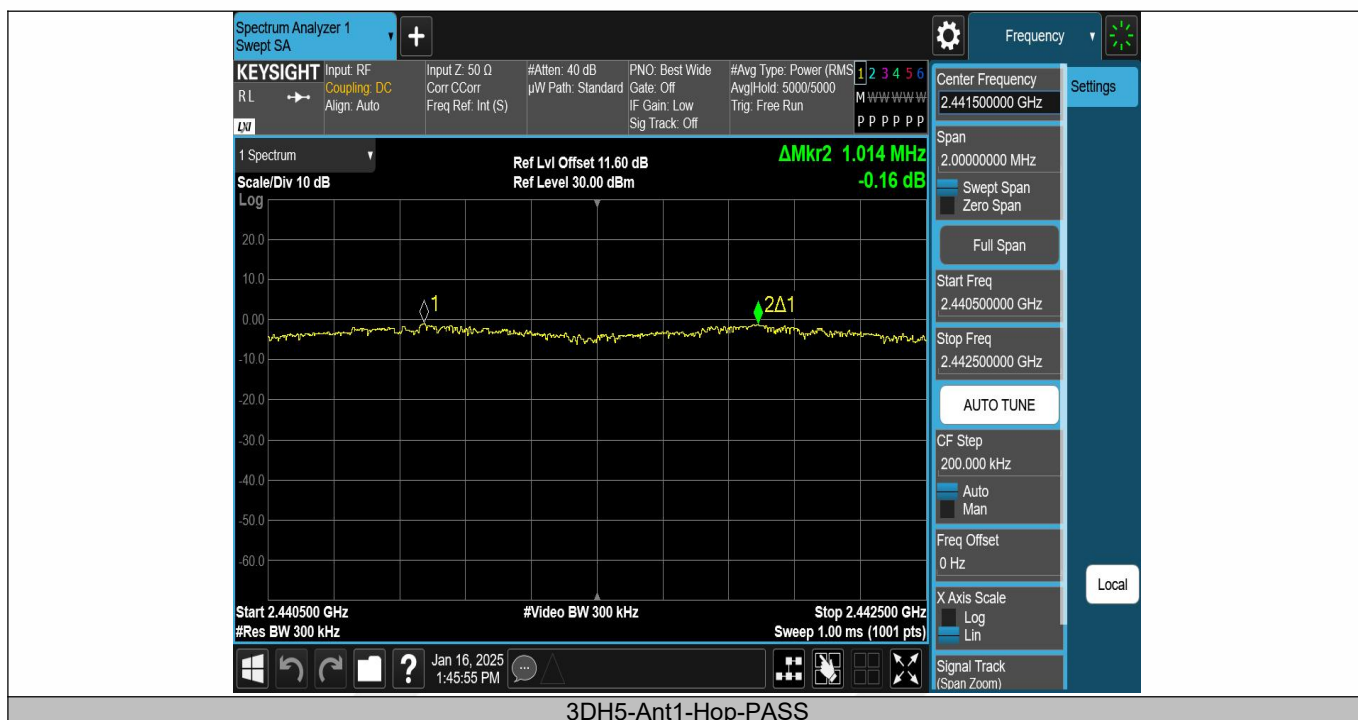 Spectrum Analyzer 1
Swept SA
+
Frequency
KEYSIGHT
RL
LXI
Input: RF
Coupling: DC
Align: Auto
Input Z: 50 Ω
Corr CCorr
Freq Ref: Int (S)
#Atten: 40 dB
µW Path: Standard
PNO: Best Wide
Gate: Off
IF Gain: Low
Sig Track: Off
#Avg Type: Power (RMS
Avg|Hold: 5000/5000
Trig: Free Run
1 2 3 4 5 6
M W W W W W
P P P P P P
1 Spectrum
Scale/Div 10 dB
Log
Ref Lvl Offset 11.60 dB
Ref Level 30.00 dBm
ΔMkr2 1.014 MHz
-0.16 dB
20.0
10.0
0.00
-10.0
-20.0
-30.0
-40.0
-50.0
-60.0
1
2Δ1
Start 2.440500 GHz
#Res BW 300 kHz
#Video BW 300 kHz
Stop 2.442500 GHz
Sweep 1.00 ms (1001 pts)
Center Frequency
2.441500000 GHz
Settings
Span
2.00000000 MHz
Swept Span
Zero Span
Full Span
Start Freq
2.440500000 GHz
Stop Freq
2.442500000 GHz
AUTO TUNE
CF Step
200.000 kHz
Auto
Man
Freq Offset
0 Hz
X Axis Scale
Log
Lin
Local
Signal Track
(Span Zoom)
?
Jan 16, 2025
1:45:55 PM
3DH5-Ant1-Hop-PASS